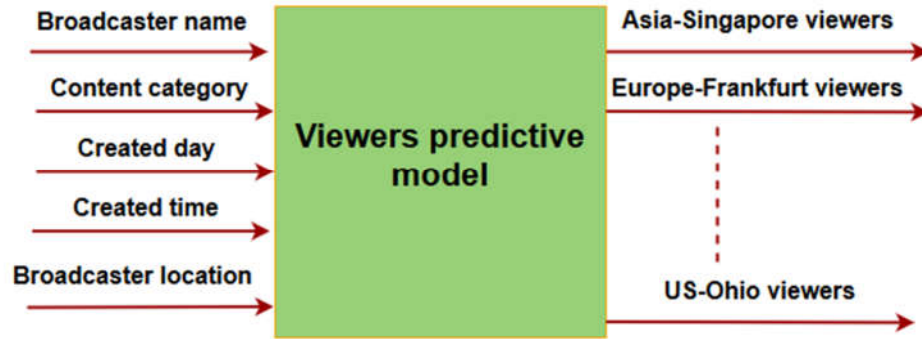 Broadcaster name
Content category
Created day
Created time
Broadcaster location
Viewers predictive
model
Asia-Singapore viewers
Europe-Frankfurt viewers
US-Ohio viewers